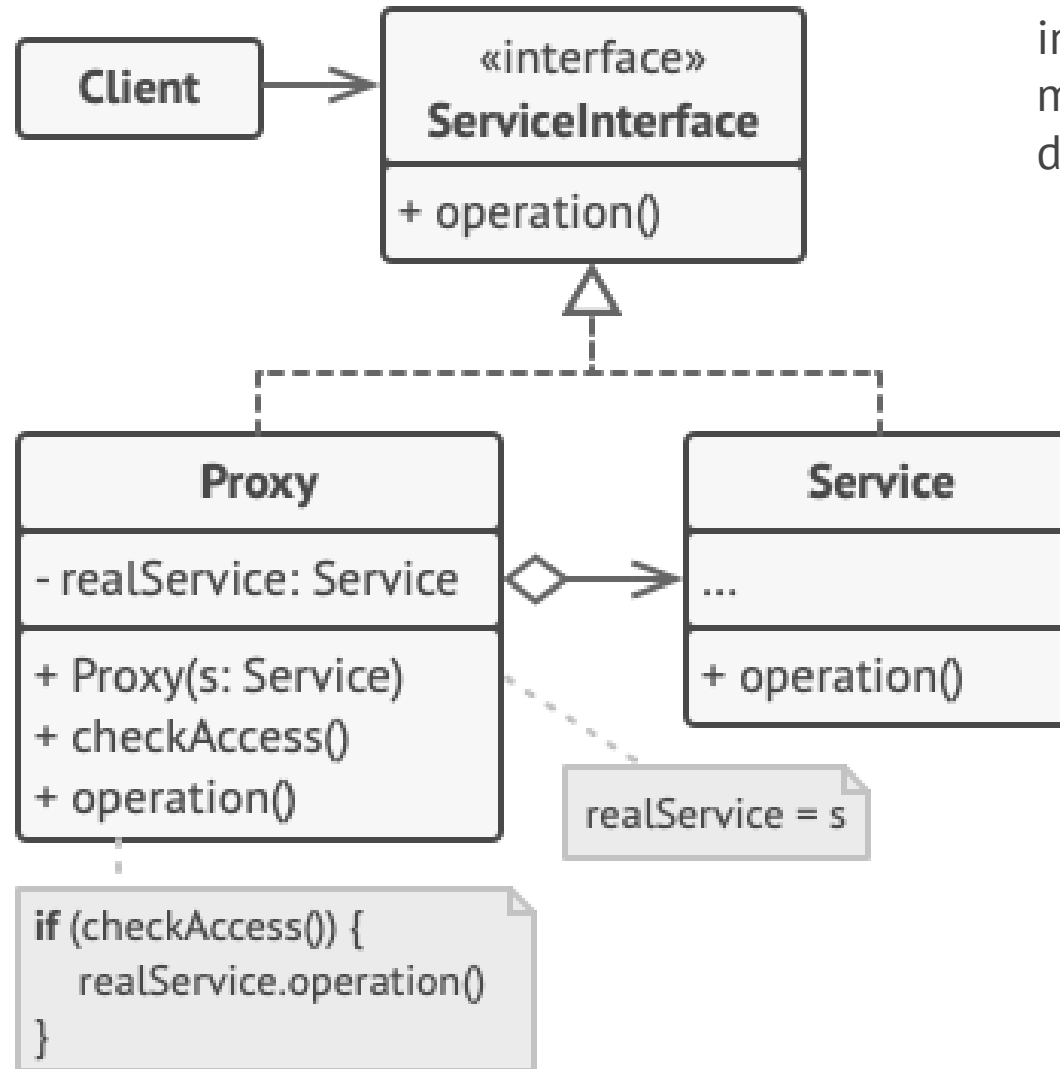 Client
«interface»
ServiceInterface
+ operation()
Proxy
- realService: Service
+ Proxy(s: Service)
+ checkAccess()
+ operation()
Service
...
+ operation()
realService = s
if (checkAccess()) {
realService.operation()
}